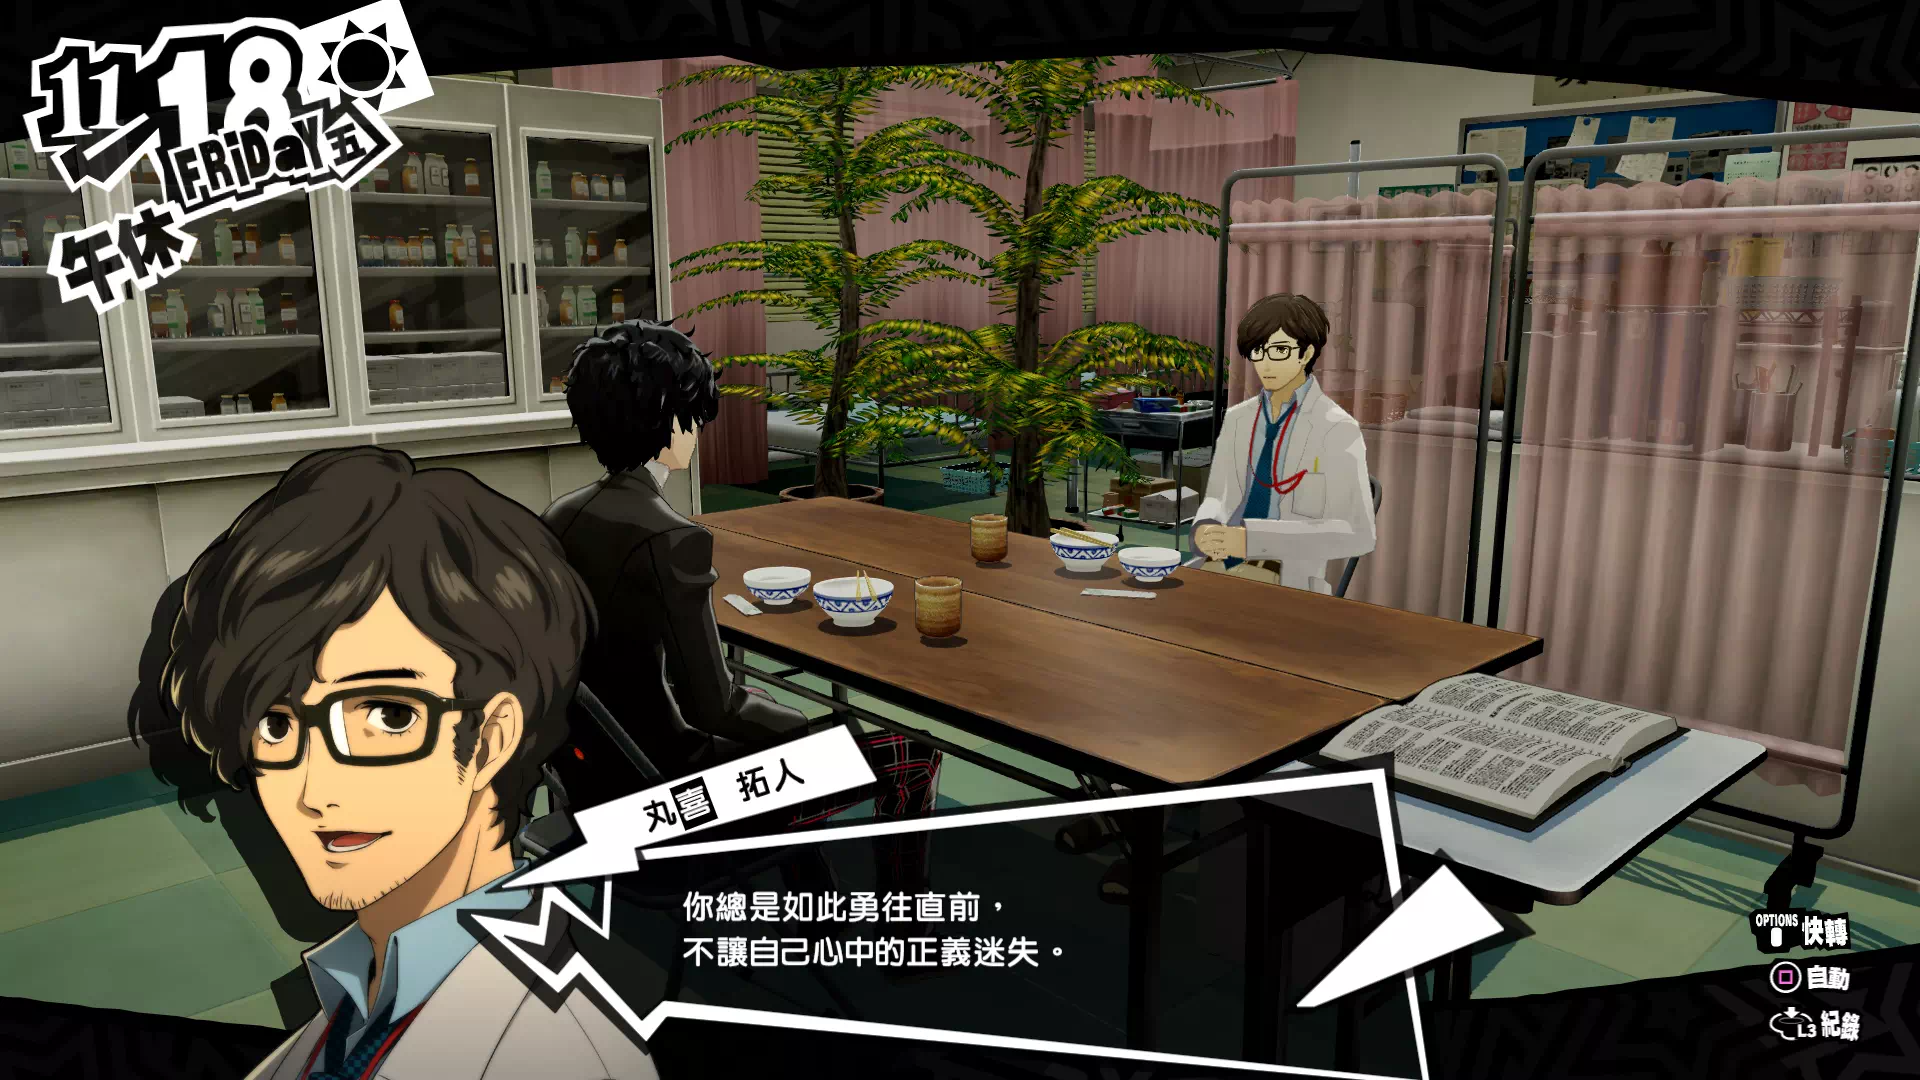 11/18
FRiDaY 五
午休
丸喜 拓人
你總是如此勇往直前，
不讓自己心中的正義迷失。
OPTIONS 快轉
自動
L3 紀錄